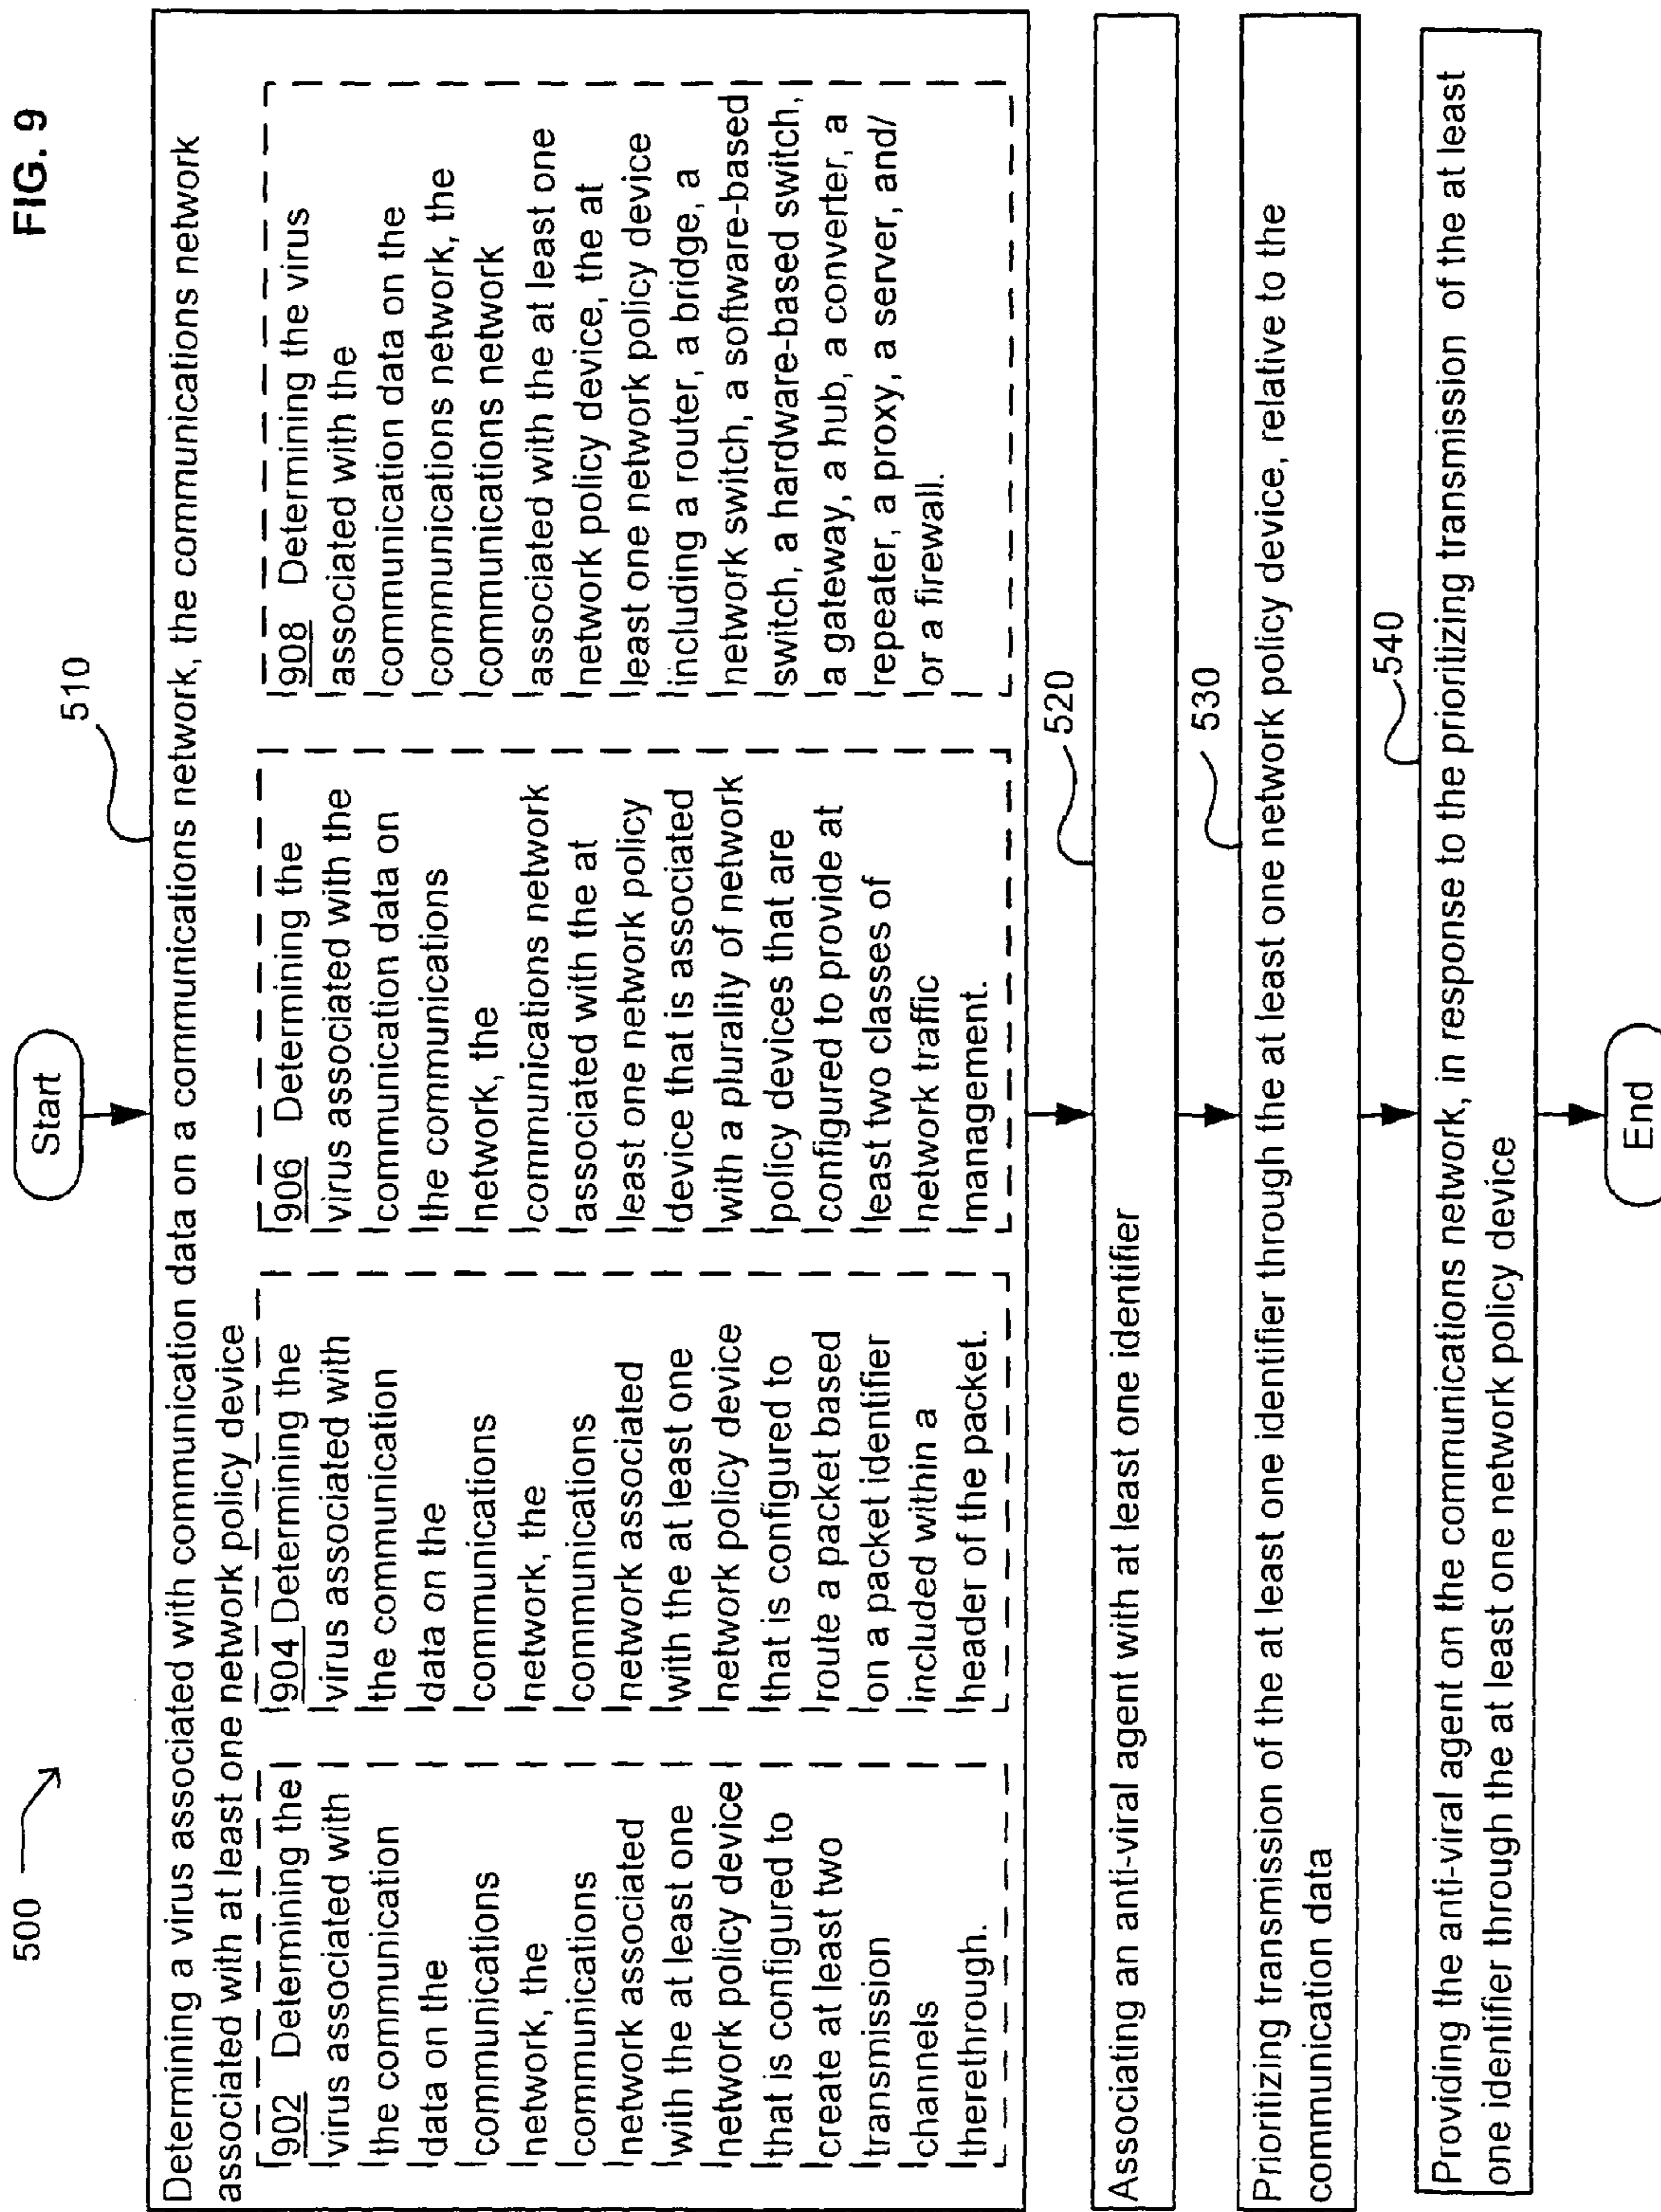 FIG. 9
500
Start
510
Determining a virus associated with communication data on a communications network, the communications network
associated with at least one network policy device
902 Determining the
virus associated with
the communication
data on the
communications
network, the
communications
network associated
with the at least one
network policy device
that is configured to
create at least two
transmission
channels
therethrough.
904 Determining the
virus associated with
the communication
data on the
communications
network, the
communications
network associated
with the at least one
network policy device
that is configured to
route a packet based
on a packet identifier
included within a
header of the packet.
906 Determining the
virus associated with the
communication data on
the communications
network, the
communications network
associated with the at
least one network policy
device that is associated
with a plurality of network
policy devices that are
configured to provide at
least two classes of
network traffic
management.
908 Determining the virus
associated with the
communication data on the
communications network, the
communications network
associated with the at least one
network policy device, the at
least one network policy device
including a router, a bridge, a
network switch, a software-based
switch, a hardware-based switch,
a gateway, a hub, a converter, a
repeater, a proxy, a server, and/
or a firewall.
520
Associating an anti-viral agent with at least one identifier
530
Prioritizing transmission of the at least one identifier through the at least one network policy device, relative to the
communication data
540
Providing the anti-viral agent on the communications network, in response to the prioritizing transmission of the at least
one identifier through the at least one network policy device
End